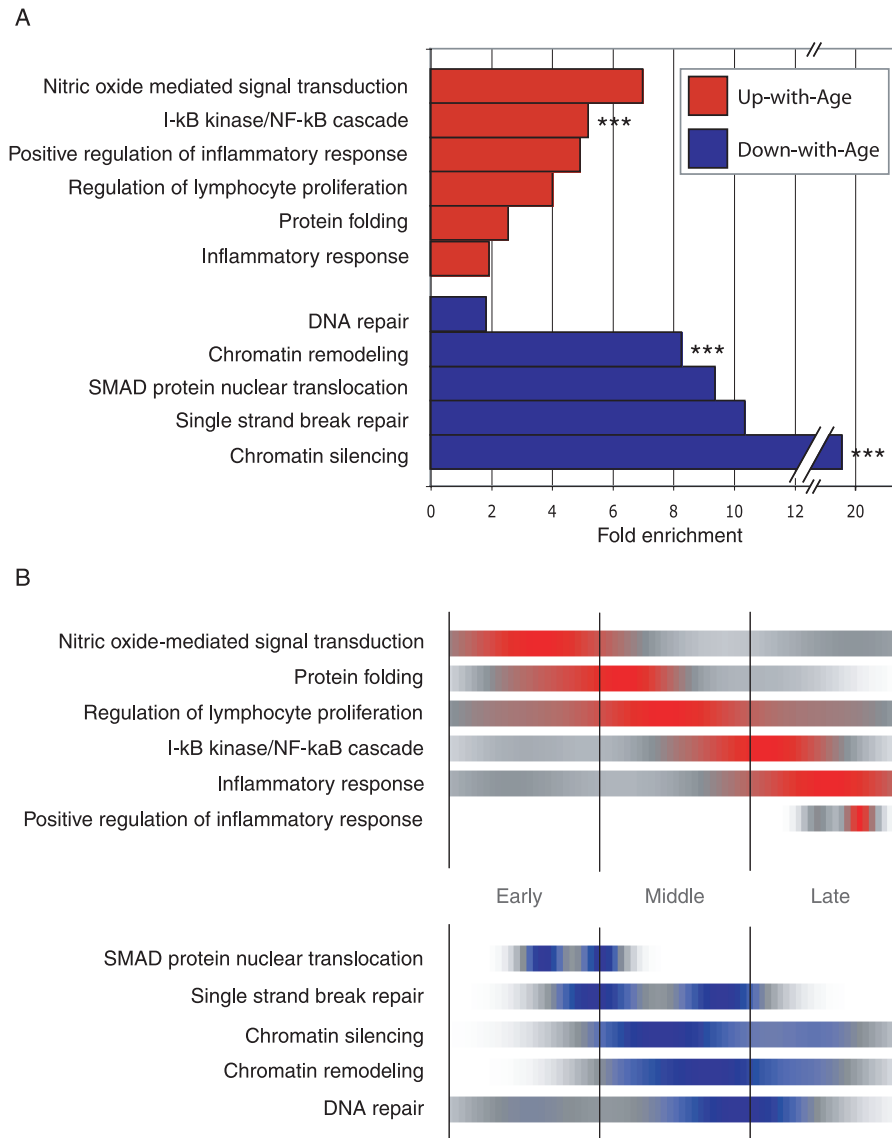 A
Nitric oxide mediated signal transduction
I-kB kinase/NF-kB cascade
***
Positive regulation of inflammatory response
Regulation of lymphocyte proliferation
Protein folding
Inflammatory response
Up-with-Age
Down-with-Age
DNA repair
Chromatin remodeling
***
SMAD protein nuclear translocation
Single strand break repair
Chromatin silencing
***
0 2 4 6 8 10 12 20
Fold enrichment
B
Nitric oxide-mediated signal transduction
Protein folding
Regulation of lymphocyte proliferation
I-kB kinase/NF-kaB cascade
Inflammatory response
Positive regulation of inflammatory response
Early Middle Late
SMAD protein nuclear translocation
Single strand break repair
Chromatin silencing
Chromatin remodeling
DNA repair